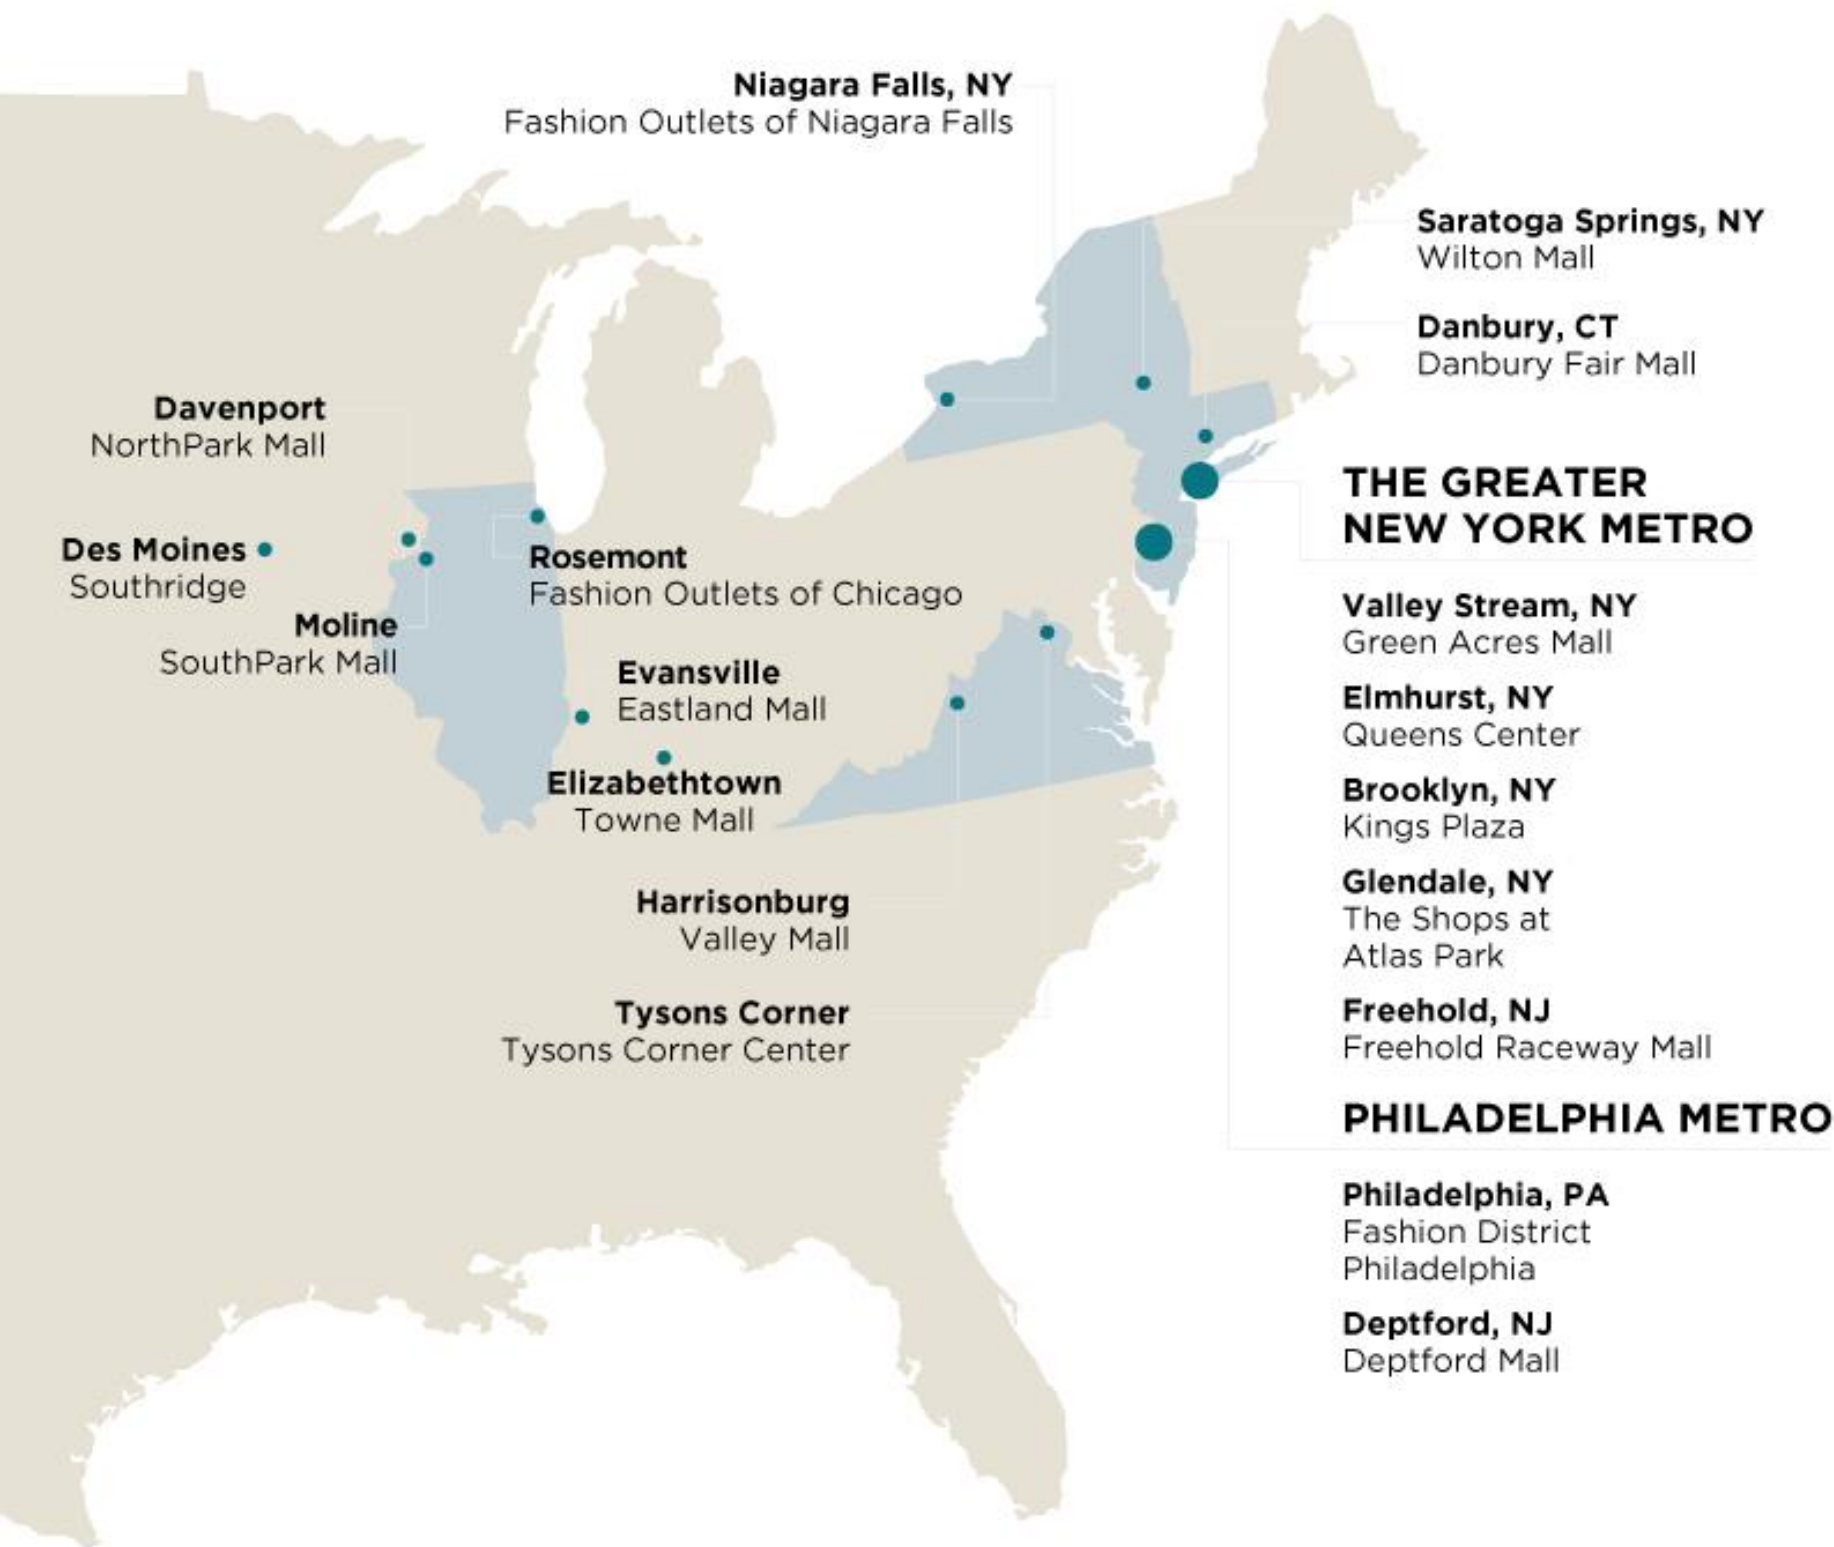 Niagara Falls, NY
Fashion Outlets of Niagara Falls
Saratoga Springs, NY
Wilton Mall
Danbury, CT
Danbury Fair Mall
Davenport
NorthPark Mall
Des Moines
Southridge
Moline
SouthPark Mall
Rosemont
Fashion Outlets of Chicago
Evansville
Eastland Mall
Elizabethtown
Towne Mall
Harrisonburg
Valley Mall
Tysons Corner
Tysons Corner Center
THE GREATER
NEW YORK METRO
Valley Stream, NY
Green Acres Mall
Elmhurst, NY
Queens Center
Brooklyn, NY
Kings Plaza
Glendale, NY
The Shops at
Atlas Park
Freehold, NJ
Freehold Raceway Mall
PHILADELPHIA METRO
Philadelphia, PA
Fashion District
Philadelphia
Deptford, NJ
Deptford Mall